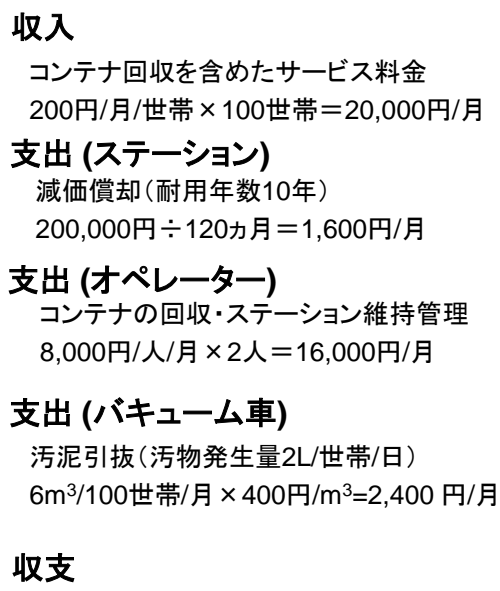 収入
コンテナ回収を含めたサービス料金
200円/月/世帯×100世帯＝20,000円/月
支出 (ステーション)
減価償却（耐用年数10年）
200,000円÷120ヵ月＝1,600円/月
支出 (オペレーター)
コンテナの回収・ステーション維持管理
8,000円/人/月×2人＝16,000円/月
支出 (バキューム車)
汚泥引抜（汚物発生量2L/世帯/日）
6m³/100世帯/月×400円/m³=2,400 円/月
収支